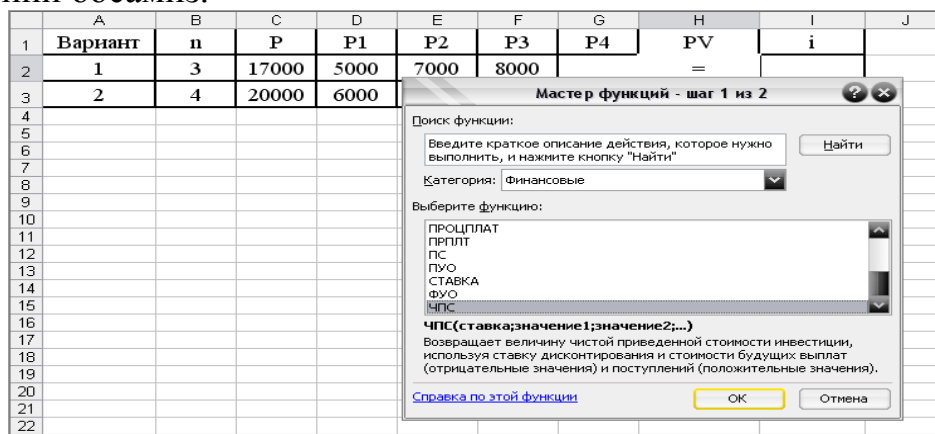 A B C D E F G H I J
1 Вариант n P P1 P2 P3 P4 PV i
2 1 3 17000 5000 7000 8000 =
3 2 4 20000 6000
Мастер функций - шаг 1 из 2
4
Поиск функции:
5
Введите краткое описание действия, которое нужно выполнить, и нажмите кнопку "Найти"
Найти
6
7
Категория: Финансовые
8
9
Выберите функцию:
10
ПРОЦПЛАТ
11
ПРПЛТ
12
ПС
13
ПУО
14
СТАВКА
ФУО
15
ЧПС
16
ЧПС(ставка;значение1;значение2;...)
17
Возвращает величину чистой приведенной стоимости инвестиции,
18
используя ставку дисконтирования и стоимости будущих выплат
19
(отрицательные значения) и поступлений (положительные значения).
20
Справка по этой функции OK Отмена
21
22